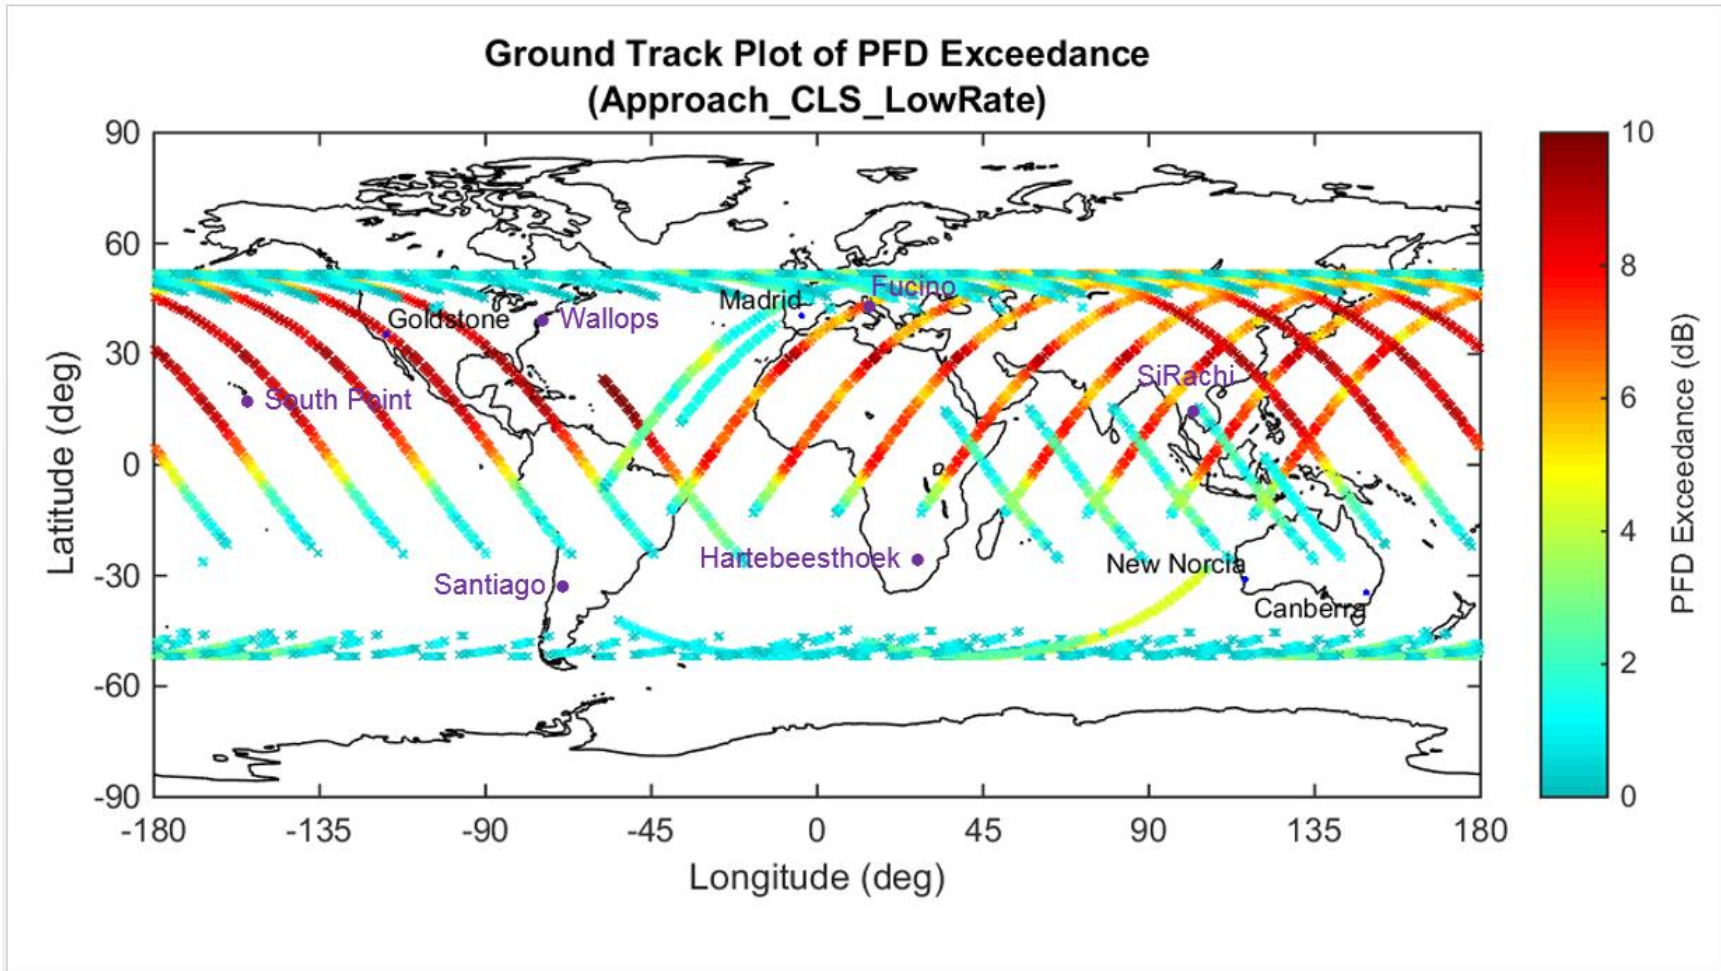 Ground Track Plot of PFD Exceedance
(Approach_CLS_LowRate)
90
60
30
0
-30
-60
-90
Latitude (deg)
-180
-135
-90
-45
0
45
90
135
180
Longitude (deg)
Fucino
Madrid
Goldstone
Wallops
SiRachi
South Point
Hartebeesthoek
New Norcia
Santiago
Canberra
10
8
6
4
2
0
PFD Exceedance (dB)